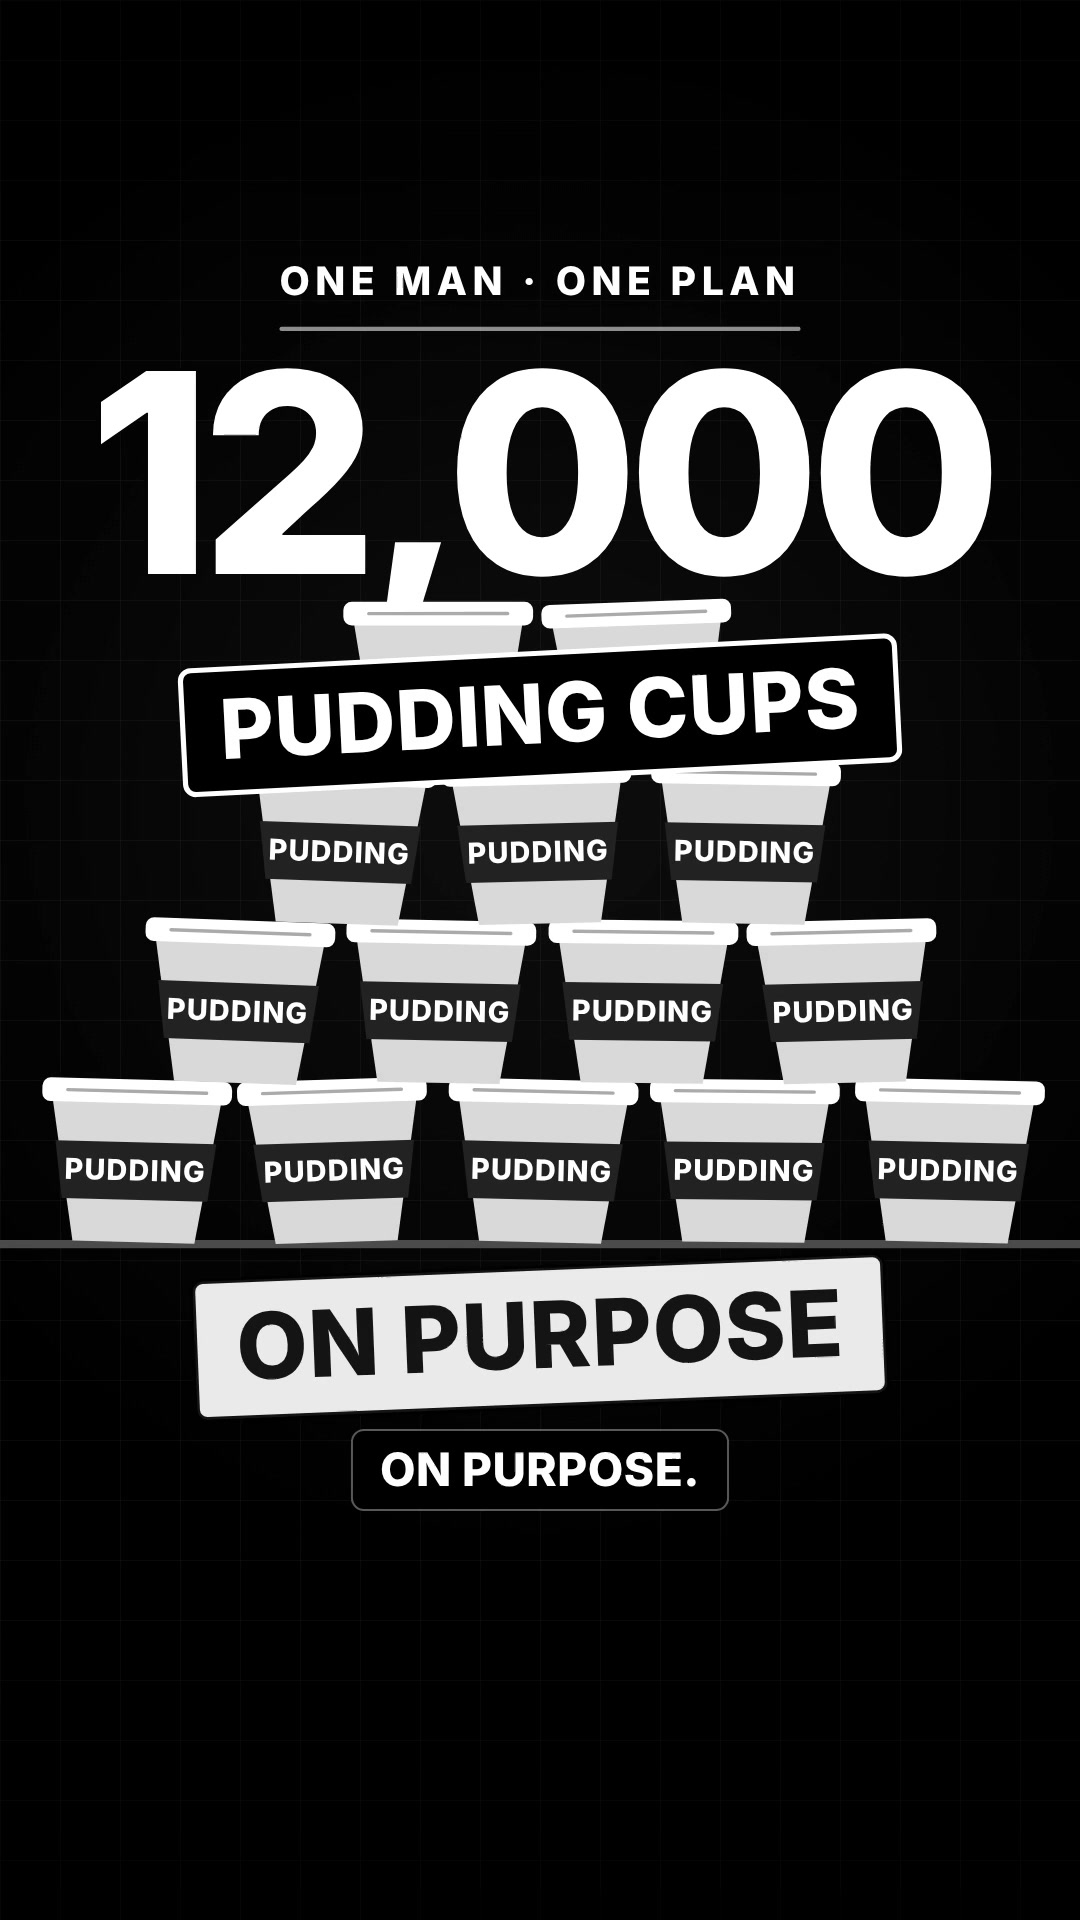 ONE MAN · ONE PLAN
12,000
PUDDING CUPS
PUDDING PUDDING PUDDING
PUDDING PUDDING PUDDING PUDDING
PUDDING PUDDING PUDDING PUDDING PUDDING
ON PURPOSE
ON PURPOSE.